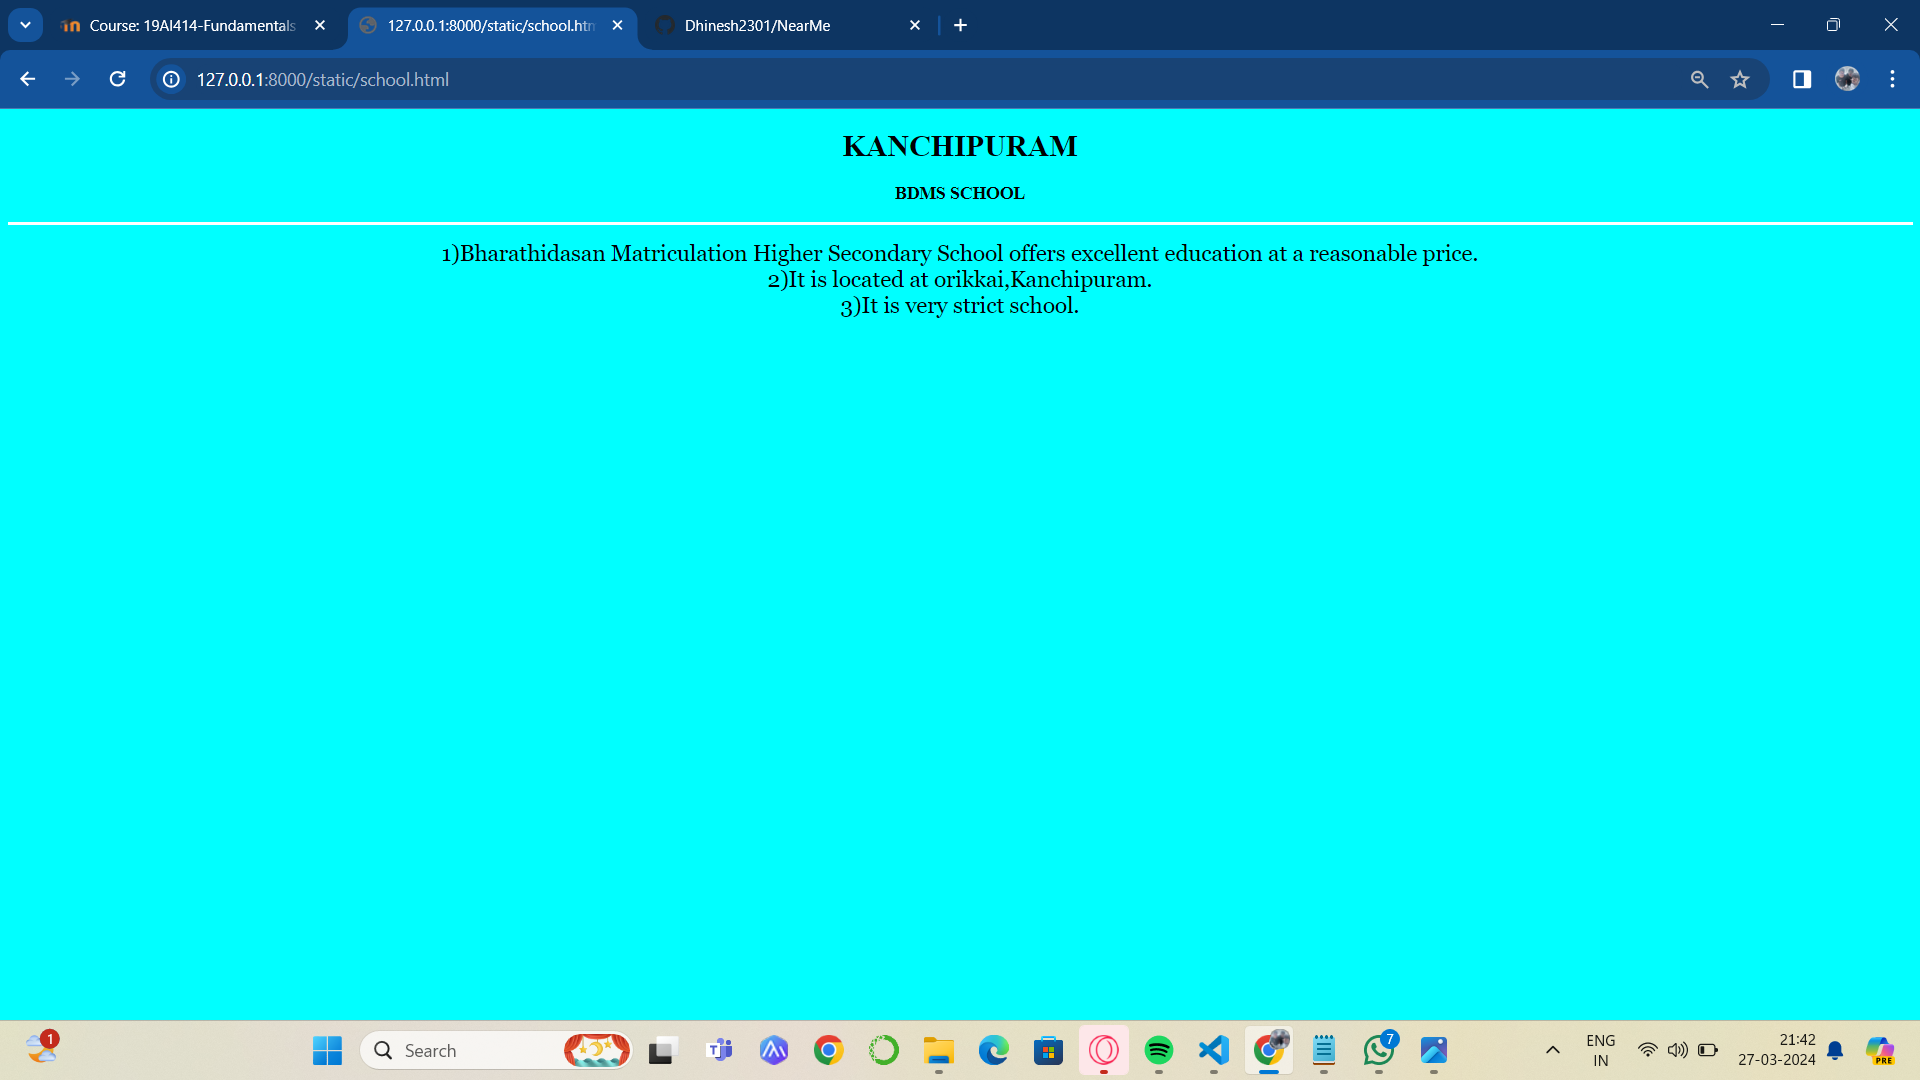 Course: 19AI414-Fundamentals
127.0.0.1:8000/static/school.htm
Dhinesh2301/NearMe
127.0.0.1:8000/static/school.html
KANCHIPURAM
BDMS SCHOOL
1)Bharathidasan Matriculation Higher Secondary School offers excellent education at a reasonable price.
2)It is located at orikkai,Kanchipuram.
3)It is very strict school.
1
Search
T
7
ENG
IN
21:42
27-03-2024
PRE